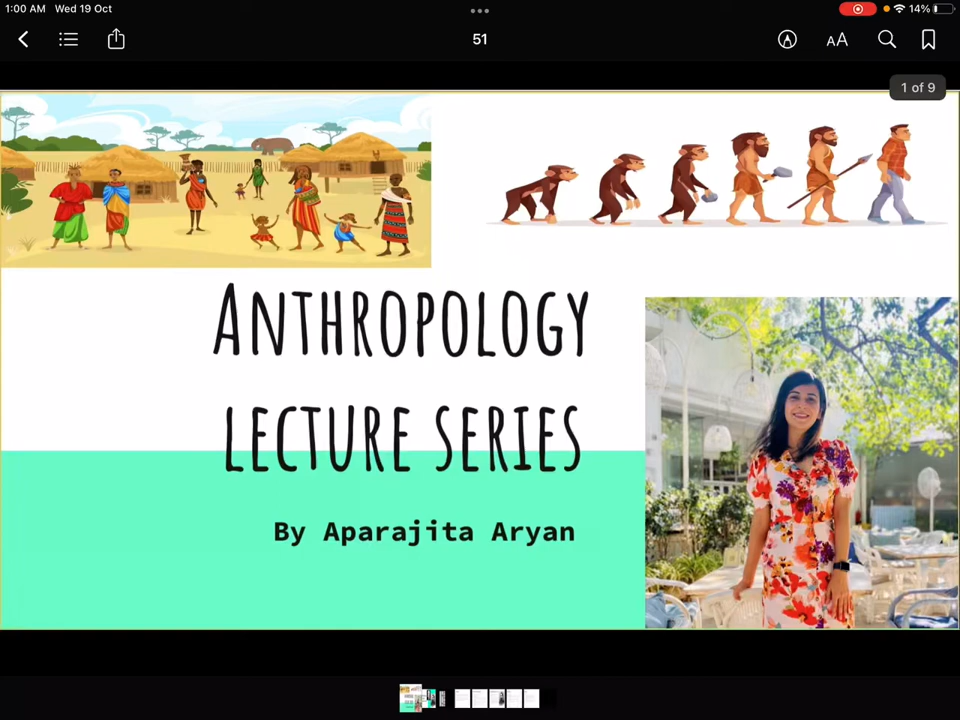 1:00 AM Wed 19 Oct
14%
51
AA
1 of 9
ANTHROPOLOGY
LECTURE SERIES
By Aparajita Aryan